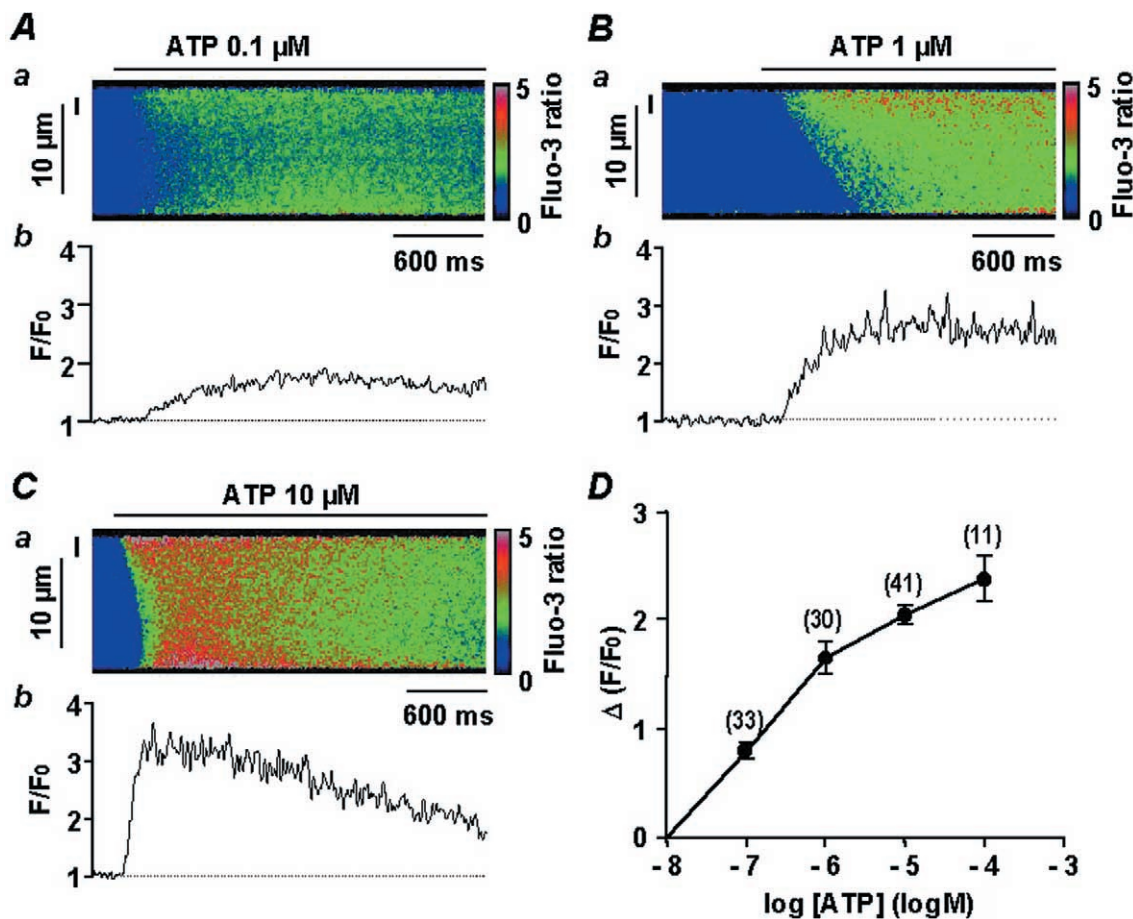 A
ATP 0.1 µM
a
10 µm
5
0
Fluo-3 ratio
600 ms
b
4
3
2
1
F/F0
B
ATP 1 µM
a
10 µm
5
0
Fluo-3 ratio
600 ms
b
4
3
2
1
F/F0
C
ATP 10 µM
a
10 µm
5
0
Fluo-3 ratio
600 ms
b
4
3
2
1
F/F0
D
3
2
1
0
Δ (F/F0)
(33)
(30)
(41)
(11)
-8 -7 -6 -5 -4 -3
log [ATP] (logM)